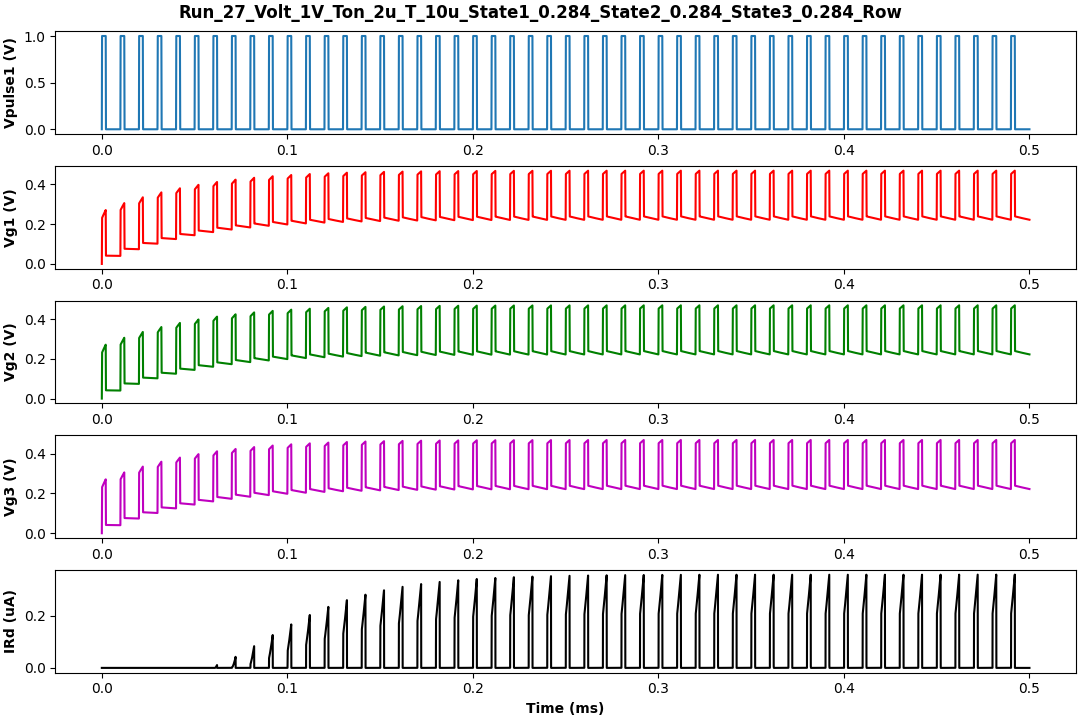 Run_27_Volt_1V_Ton_2u_T_10u_State1_0.284_State2_0.284_State3_0.284_Row
Vpulse1 (V)
1.0
0.5
0.0
0.0 0.1 0.2 0.3 0.4 0.5
Vg1 (V)
0.4
0.2
0.0
0.0 0.1 0.2 0.3 0.4 0.5
Vg2 (V)
0.4
0.2
0.0
0.0 0.1 0.2 0.3 0.4 0.5
Vg3 (V)
0.4
0.2
0.0
0.0 0.1 0.2 0.3 0.4 0.5
IRd (uA)
0.2
0.0
0.0 0.1 0.2 0.3 0.4 0.5
Time (ms)